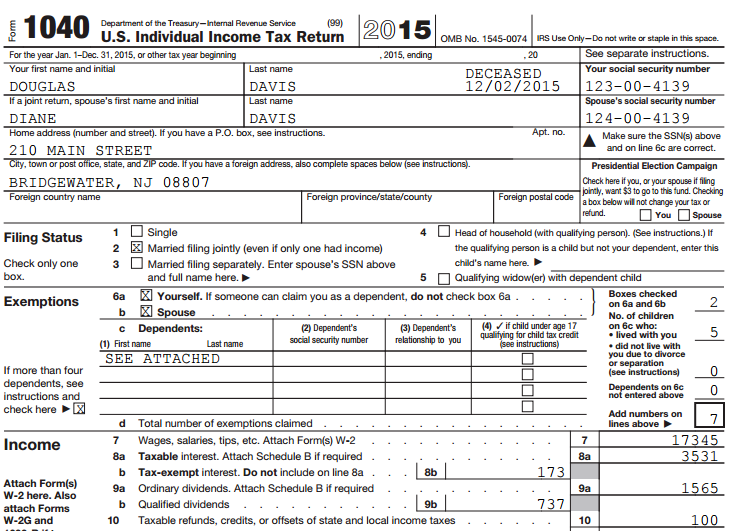 Form 1040 Department of the Treasury—Internal Revenue Service (99)
U.S. Individual Income Tax Return 2015 OMB No. 1545-0074 IRS Use Only—Do not write or staple in this space.
For the year Jan. 1–Dec. 31, 2015, or other tax year beginning , 2015, ending , 20 See separate instructions.
Your first name and initial Last name DECEASED Your social security number
DOUGLAS DAVIS 12/02/2015 123-00-4139
If a joint return, spouse's first name and initial Last name Spouse's social security number
DIANE DAVIS 124-00-4139
Home address (number and street). If you have a P.O. box, see instructions. Apt. no. ▲ Make sure the SSN(s) above
210 MAIN STREET and on line 6c are correct.
City, town or post office, state, and ZIP code. If you have a foreign address, also complete spaces below (see instructions). Presidential Election Campaign
BRIDGEWATER, NJ 08807 Check here if you, or your spouse if filing
Foreign country name Foreign province/state/county Foreign postal code jointly, want $3 to go to this fund. Checking
a box below will not change your tax or
refund. You Spouse
Filing Status 1 Single 4 Head of household (with qualifying person). (See instructions.) If
2 X Married filing jointly (even if only one had income) the qualifying person is a child but not your dependent, enter this
Check only one 3 Married filing separately. Enter spouse's SSN above child's name here. ▶
box. and full name here. ▶ 5 Qualifying widow(er) with dependent child
Exemptions 6a X Yourself. If someone can claim you as a dependent, do not check box 6a . . . . . Boxes checked
on 6a and 6b 2
b X Spouse . . . . . . . . . . . . . . . . . . . . . No. of children
c Dependents: (2) Dependent's (3) Dependent's (4) ✓ if child under age 17 on 6c who:
(1) First name Last name social security number relationship to you qualifying for child tax credit • lived with you 5
(see instructions) • did not live with
SEE ATTACHED you due to divorce
If more than four or separation
dependents, see (see instructions) 0
instructions and Dependents on 6c
check here ▶ X not entered above 0
Add numbers on
d Total number of exemptions claimed . . . . . . . . . . . . . . lines above ▶ 7
Income 7 Wages, salaries, tips, etc. Attach Form(s) W-2 . . . . . . . . . . 7 17345
8a Taxable interest. Attach Schedule B if required . . . . . . . . . . 8a 3531
Attach Form(s) b Tax-exempt interest. Do not include on line 8a . . . 8b 173
W-2 here. Also 9a Ordinary dividends. Attach Schedule B if required . . . . . . . . . 9a 1565
attach Forms b Qualified dividends . . . . . . . . . . 9b 737
W-2G and 10 Taxable refunds, credits, or offsets of state and local income taxes . . . . . . 10 100